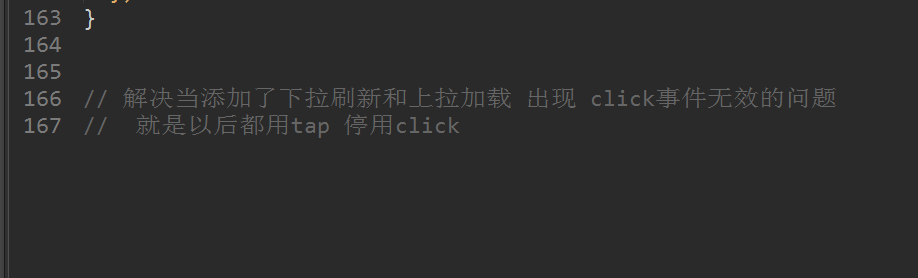 163 }
164
165
166 // 解决当添加了下拉刷新和上拉加载 出现 click事件无效的问题
167 //  就是以后都用tap 停用click